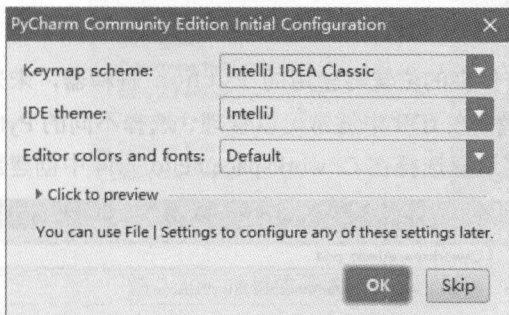 PyCharm Community Edition Initial Configuration
Keymap scheme: IntelliJ IDEA Classic
IDE theme: IntelliJ
Editor colors and fonts: Default
Click to preview
You can use File | Settings to configure any of these settings later.
OK Skip